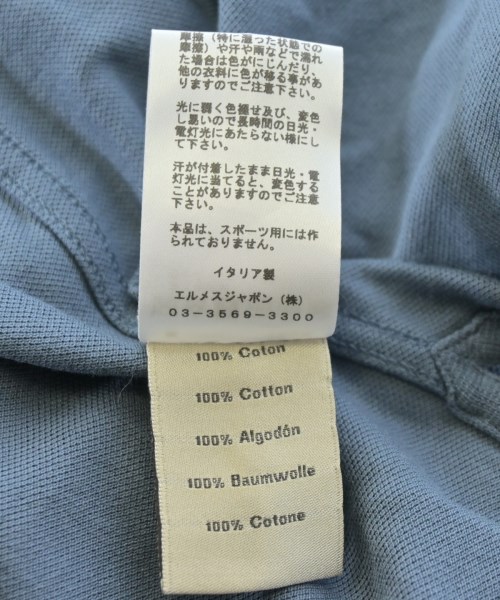 摩擦（特に湿った状態での
摩擦）や汗や雨などで濡れ
た場合は色がにじんだり、
他の衣料に色が移る事があ
りますのでご注意下さい。
光に弱く色褪せ及び、変色
し易いので長時間の日光・
電灯光にあたらない様にし
て下さい。
汗が付着したまま日光・電
灯光に当てると、変色する
ことがありますのでご注意
下さい。
本品は、スポーツ用には作
られておりません。
イタリア製
エルメスジャポン（株）
03-3569-3300
100% Coton
100% Cotton
100% Algodón
100% Baumwolle
100% Cotone